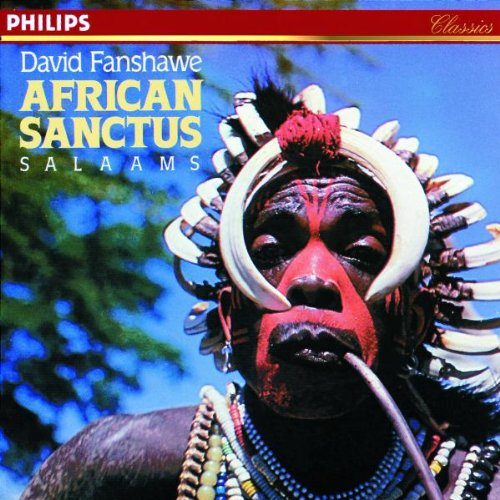 PHILIPS
Classics
David Fanshawe
AFRICAN
SANCTUS
SALAAMS